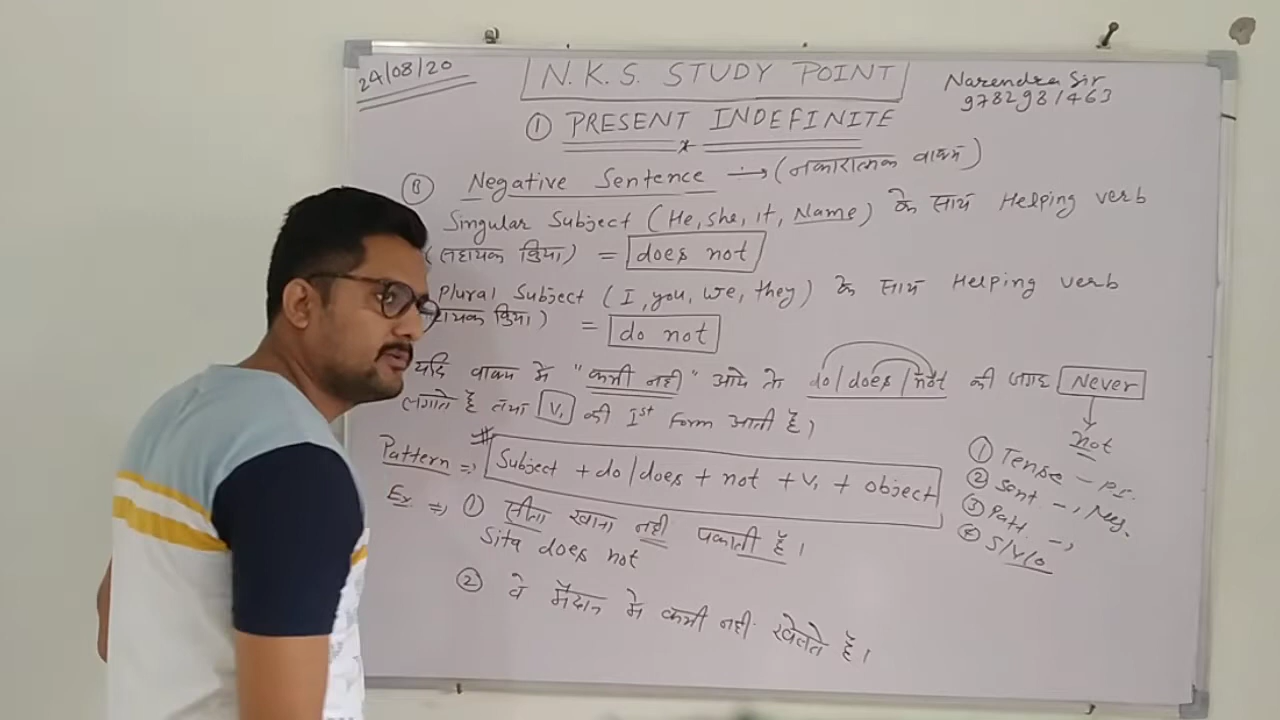 24/08/20
N.K.S. STUDY POINT
Narendra Sir
9782981463
① PRESENT INDEFINITE
Ⓑ Negative Sentence → (नकारात्मक वाक्य)
Singular Subject (He, she, it, Name) के साथ Helping verb
(सहायक क्रिया) = does not
Plural Subject (I, you, we, they) के साथ Helping verb
सहायक क्रिया) = do not
यदि वाक्य मे "कभी नही" आये तो do/does/not की जगह Never
लगाते है तथा V₁ की Ist Form आती है।
not
Pattern ⇒ Subject + do/does + not + V₁ + object
① Tense - P.I.
② Sent. -, Neg.
③ Patt. -,
④ S/V/O
Ex ⇒ ① सीता खाना नही पकाती है।
Sita does not
② वे मैदान मे कभी नही खेलते है।